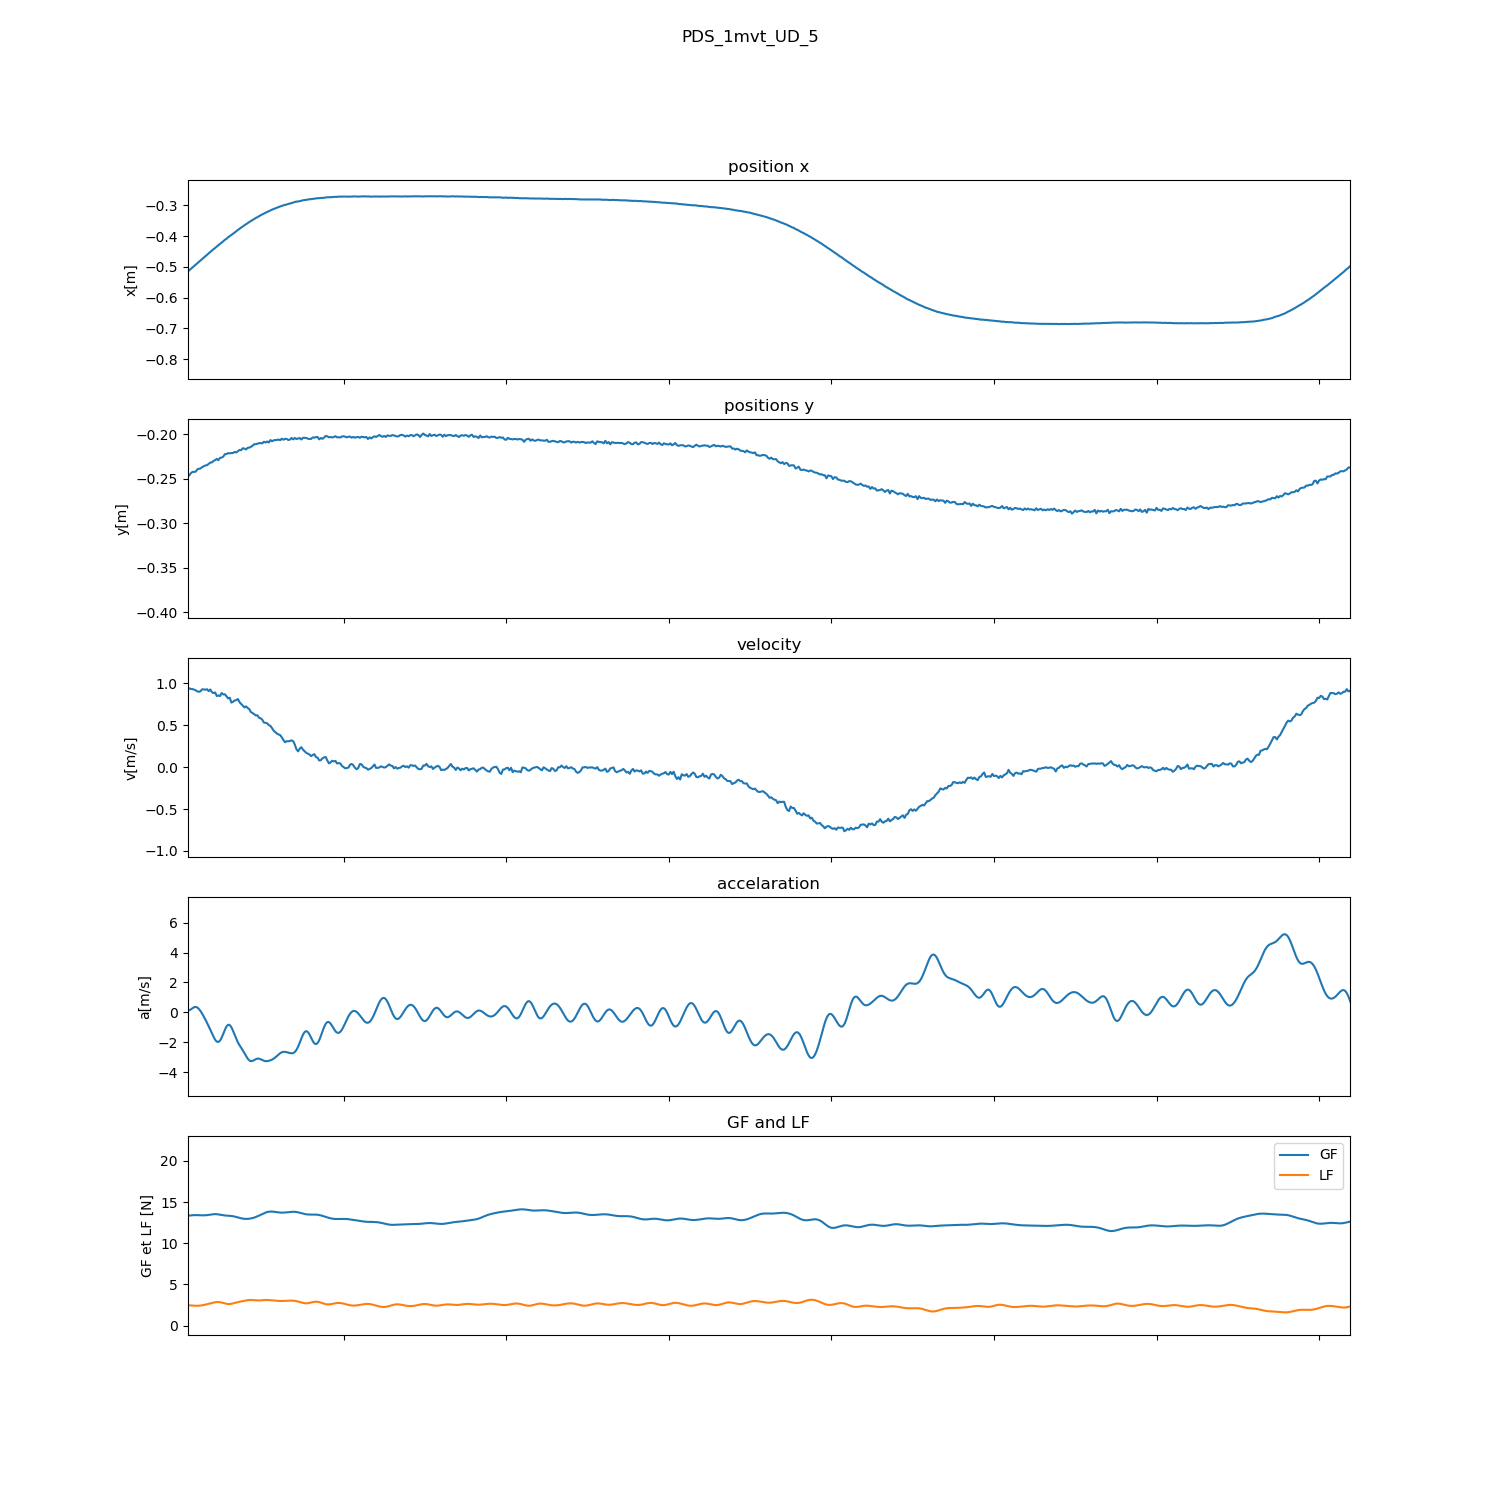 PDS_1mvt_UD_5
position x
x[m]
−0.3
−0.4
−0.5
−0.6
−0.7
−0.8
positions y
y[m]
−0.20
−0.25
−0.30
−0.35
−0.40
velocity
v[m/s]
1.0
0.5
0.0
−0.5
−1.0
accelaration
a[m/s]
6
4
2
0
−2
−4
GF and LF
GF et LF [N]
20
15
10
5
0
GF
LF